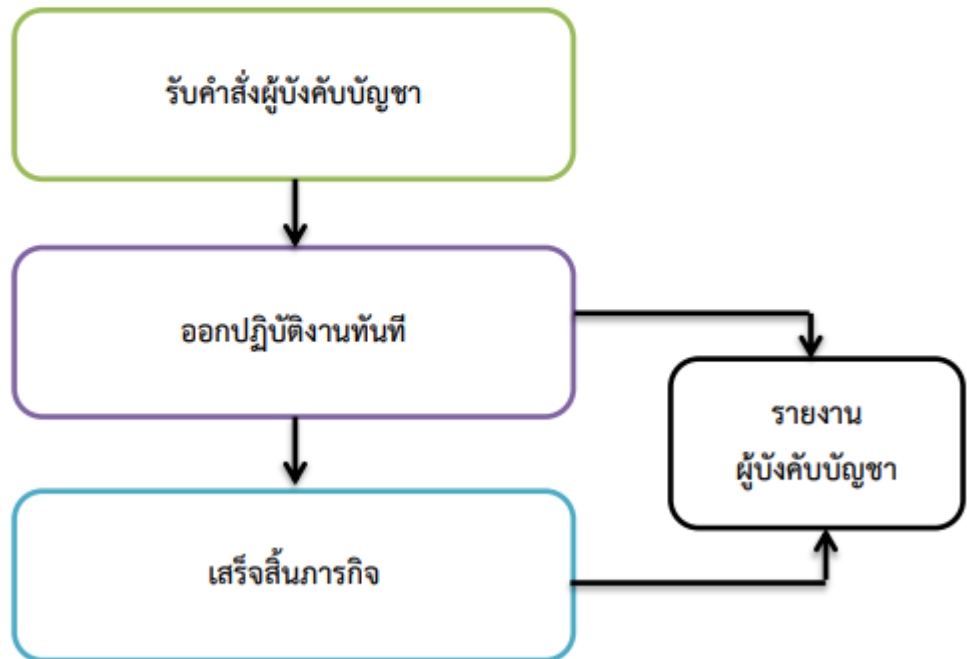 รับคำสั่งผู้บังคับบัญชา
ออกปฏิบัติงานทันที
รายงาน
ผู้บังคับบัญชา
เสร็จสิ้นภารกิจ